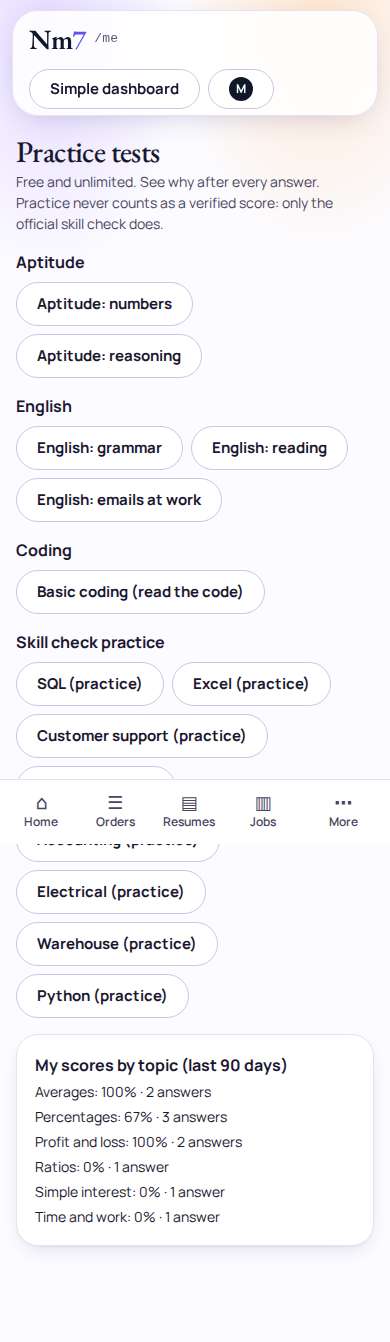 Nm7 /me
Simple dashboard
M
Practice tests
Free and unlimited. See why after every answer.
Practice never counts as a verified score: only the
official skill check does.
Aptitude
Aptitude: numbers
Aptitude: reasoning
English
English: grammar
English: reading
English: emails at work
Coding
Basic coding (read the code)
Skill check practice
SQL (practice)
Excel (practice)
Customer support (practice)
Home
Orders
Resumes
Jobs
More
Accounting (practice)
Electrical (practice)
Warehouse (practice)
Python (practice)
My scores by topic (last 90 days)
Averages: 100% · 2 answers
Percentages: 67% · 3 answers
Profit and loss: 100% · 2 answers
Ratios: 0% · 1 answer
Simple interest: 0% · 1 answer
Time and work: 0% · 1 answer